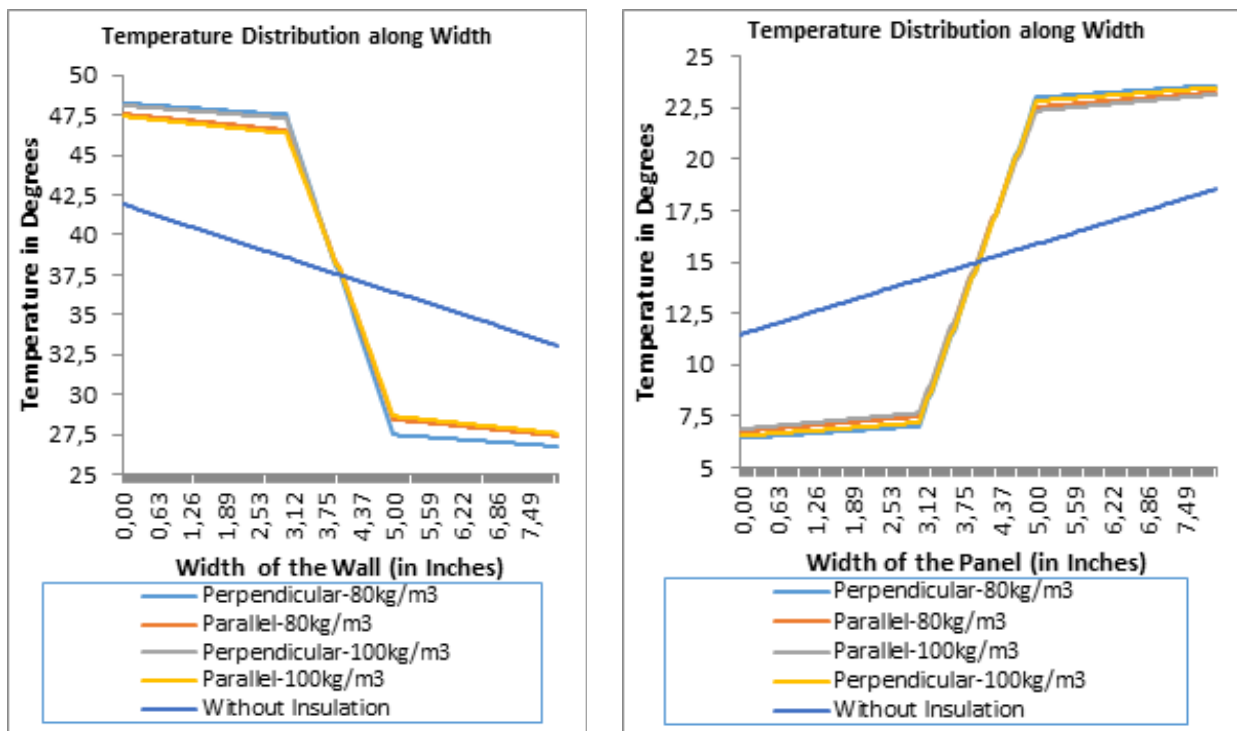 Temperature Distribution along Width
Temperature in Degrees
50
47,5
45
42,5
40
37,5
35
32,5
30
27,5
25
0,00
0,63
1,26
1,89
2,53
3,12
3,75
4,37
5,00
5,59
6,22
6,86
7,49
Width of the Wall (in Inches)
Perpendicular-80kg/m3
Parallel-80kg/m3
Perpendicular-100kg/m3
Parallel-100kg/m3
Without Insulation
Temperature Distribution along Width
Temperature in Degrees
25
22,5
20
17,5
15
12,5
10
7,5
5
0,00
0,63
1,26
1,89
2,53
3,12
3,75
4,37
5,00
5,59
6,22
6,86
7,49
Width of the Panel (in Inches)
Perpendicular-80kg/m3
Parallel-80kg/m3
Parallel-100kg/m3
Perpendicular-100kg/m3
Without Insulation